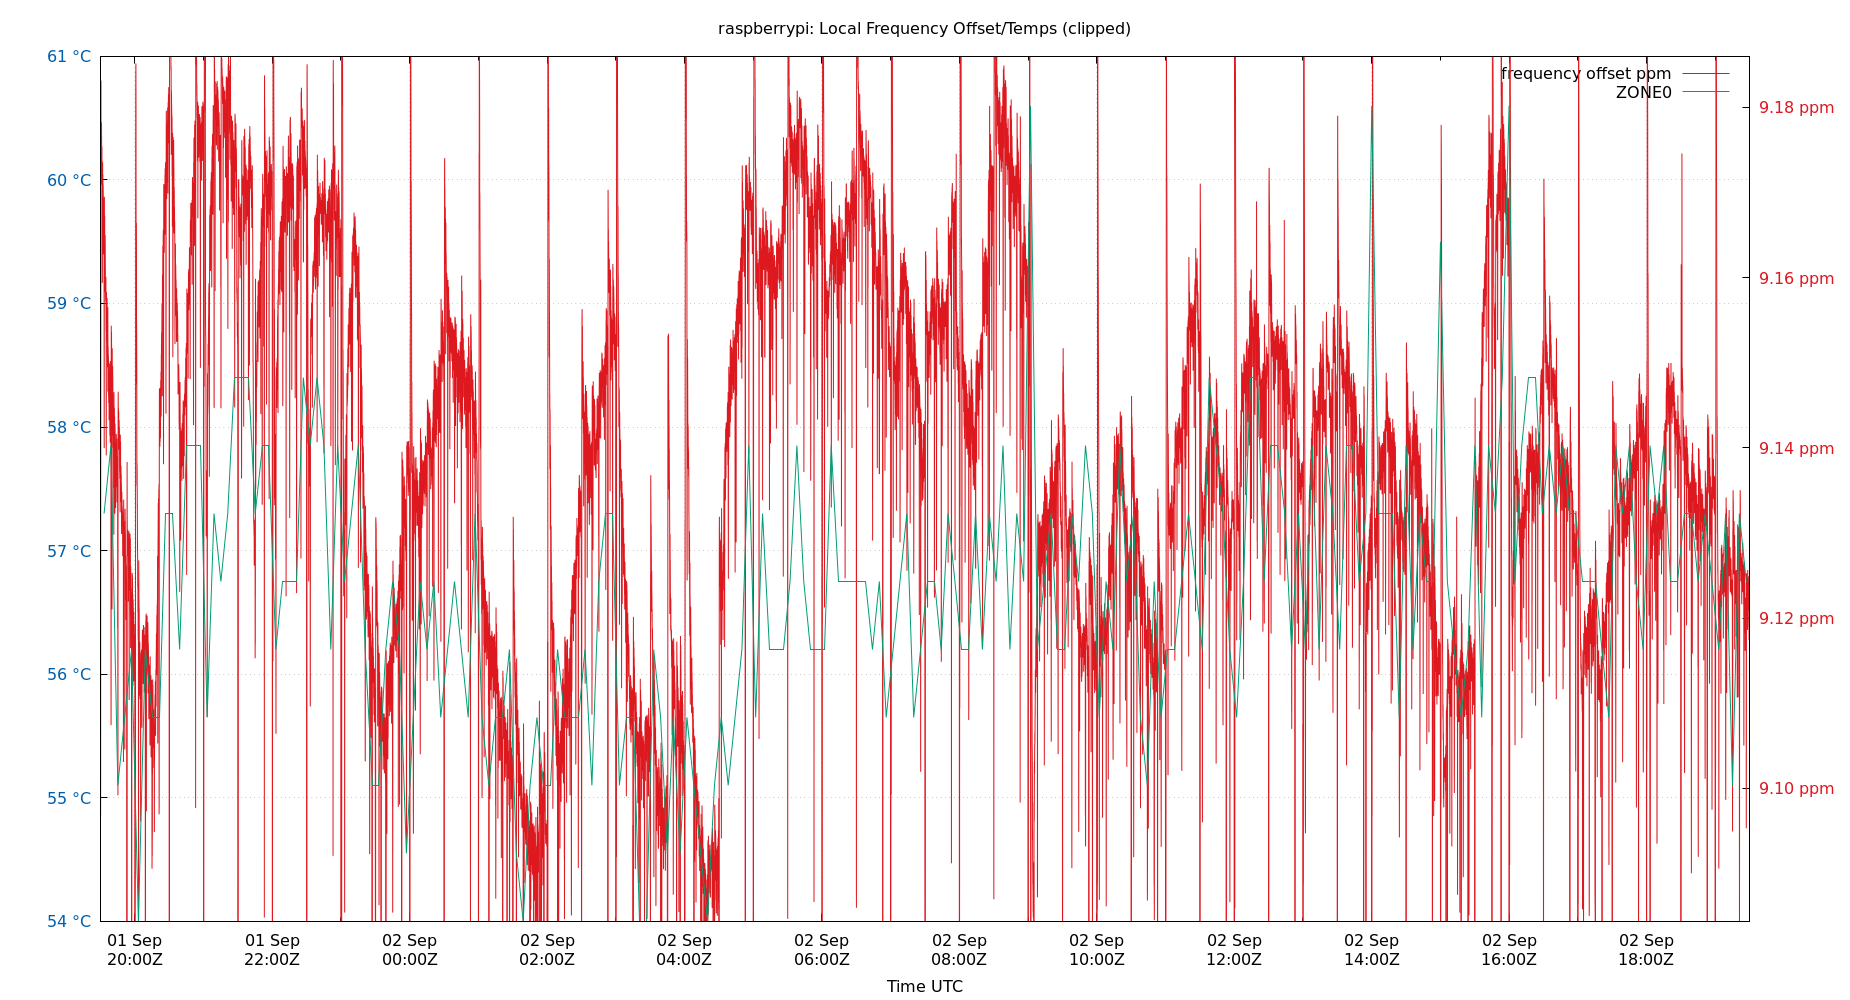 raspberrypi: Local Frequency Offset/Temps (clipped)
61 °C
frequency offset ppm
ZONE0
9.18 ppm
60 °C
9.16 ppm
59 °C
58 °C
9.14 ppm
57 °C
9.12 ppm
56 °C
55 °C
9.10 ppm
54 °C
01 Sep 01 Sep 02 Sep 02 Sep 02 Sep 02 Sep 02 Sep 02 Sep 02 Sep 02 Sep 02 Sep 02 Sep
20:00Z 22:00Z 00:00Z 02:00Z 04:00Z 06:00Z 08:00Z 10:00Z 12:00Z 14:00Z 16:00Z 18:00Z
Time UTC